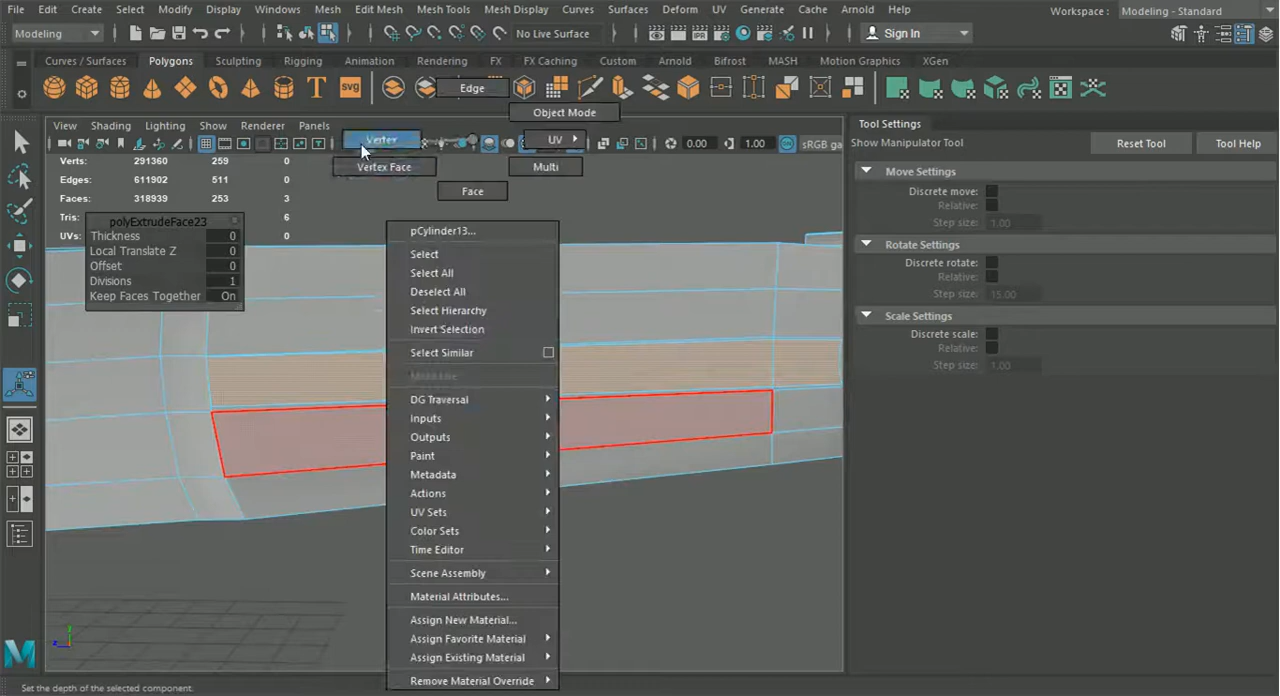 File Edit Create Select Modify Display Windows Mesh Edit Mesh Mesh Tools Mesh Display Curves Surfaces Deform UV Generate Cache Arnold Help
Workspace: Modeling - Standard
Modeling No Live Surface Sign In
Curves / Surfaces Polygons Sculpting Rigging Animation Rendering FX FX Caching Custom Arnold Bifrost MASH Motion Graphics XGen
T svg
Edge
Object Mode
View Shading Lighting Show Renderer Panels
Vertex
UV
0.00 1.00 sRGB ga
Vertex Face
Multi
Face
Verts: 291360 259 0
Edges: 611902 511 0
Faces: 318939 253 3
Tris: 6
UVs: 0
polyExtrudeFace23
Thickness 0
Local Translate Z 0
Offset 0
Divisions 1
Keep Faces Together On
pCylinder13...
Select
Select All
Deselect All
Select Hierarchy
Invert Selection
Select Similar
DG Traversal
Inputs
Outputs
Paint
Metadata
Actions
UV Sets
Color Sets
Time Editor
Scene Assembly
Material Attributes...
Assign New Material...
Assign Favorite Material
Assign Existing Material
Remove Material Override
Tool Settings
Show Manipulator Tool Reset Tool Tool Help
Move Settings
Discrete move:
Relative:
Step size: 1.00
Rotate Settings
Discrete rotate:
Relative:
Step size: 15.00
Scale Settings
Discrete scale:
Relative:
Step size: 1.00
Set the depth of the selected component.